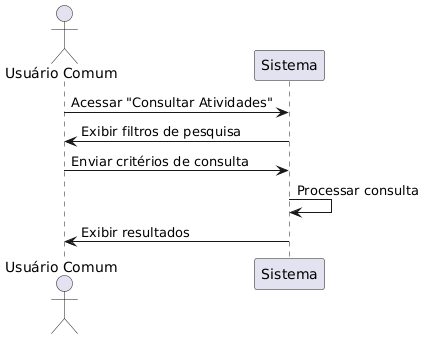 Usuário Comum
Sistema
Acessar "Consultar Atividades"
Exibir filtros de pesquisa
Enviar critérios de consulta
Processar consulta
Exibir resultados
Usuário Comum
Sistema